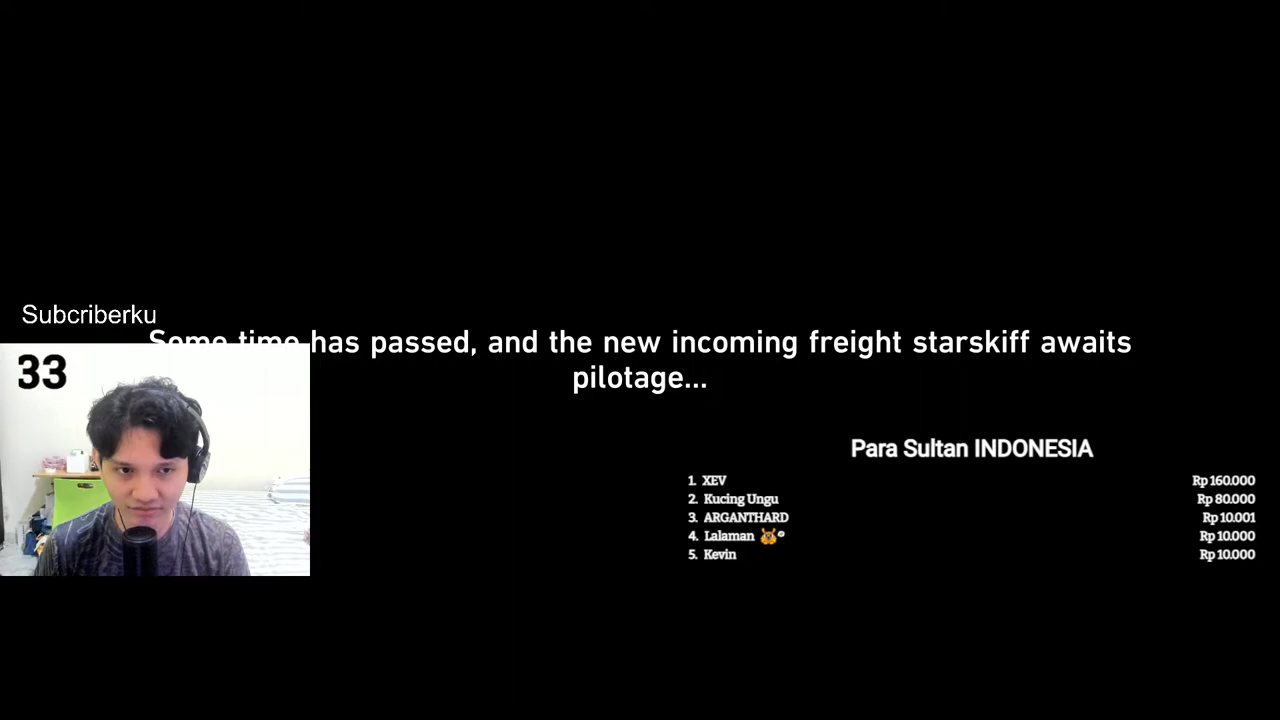 Subcriberku
Some time has passed, and the new incoming freight starskiff awaits
pilotage...
33
Para Sultan INDONESIA
1. XEV Rp 160.000
2. Kucing Ungu Rp 80.000
3. ARGANTHARD Rp 10.001
4. Lalaman Rp 10.000
5. Kevin Rp 10.000